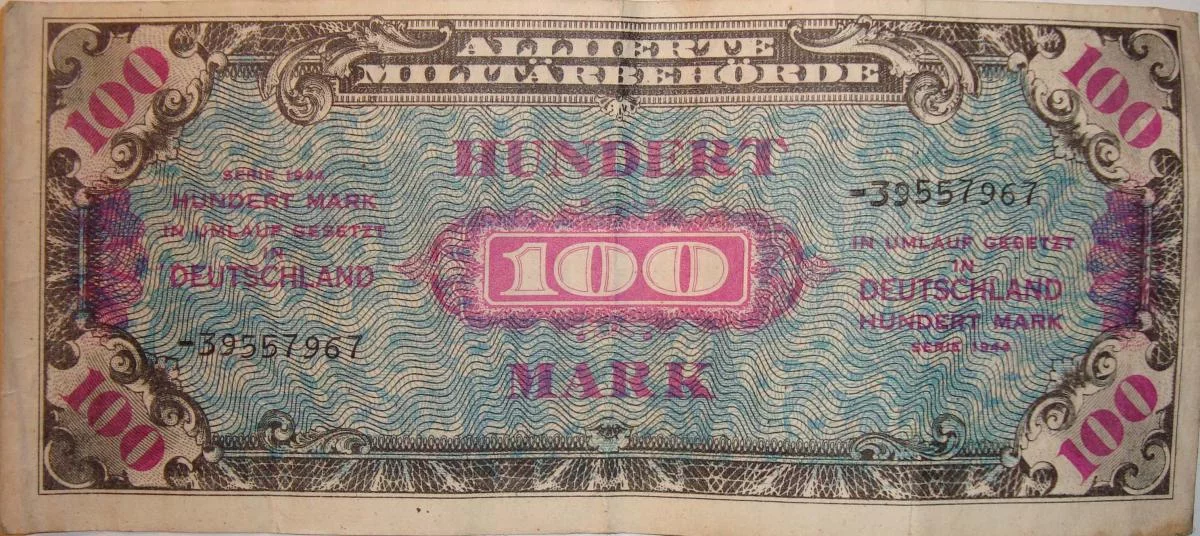 ALLIIERTE
MILITÄRBEHÖRDE
100
100
HUNDERT
SERIE 1944
HUNDERT MARK
IN UMLAUF GESETZT
IN
DEUTSCHLAND
-39557967
100
-39557967
IN UMLAUF GESETZT
IN
DEUTSCHLAND
HUNDERT MARK
SERIE 1944
MARK
100
100